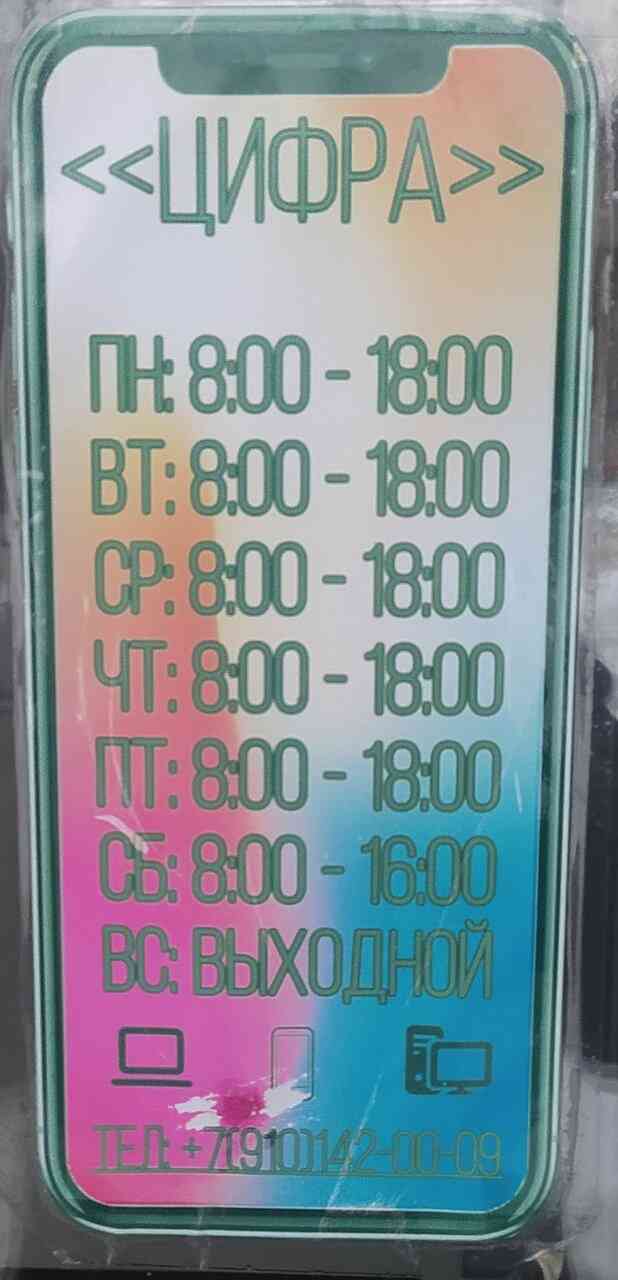 <<ЦИФРА>>
ПН: 8:00 - 18:00
ВТ: 8:00 - 18:00
СР: 8:00 - 18:00
ЧТ: 8:00 - 18:00
ПТ: 8:00 - 18:00
СБ: 8:00 - 16:00
ВС: ВЫХОДНОЙ
ТЕЛ: +7(910)142-00-09